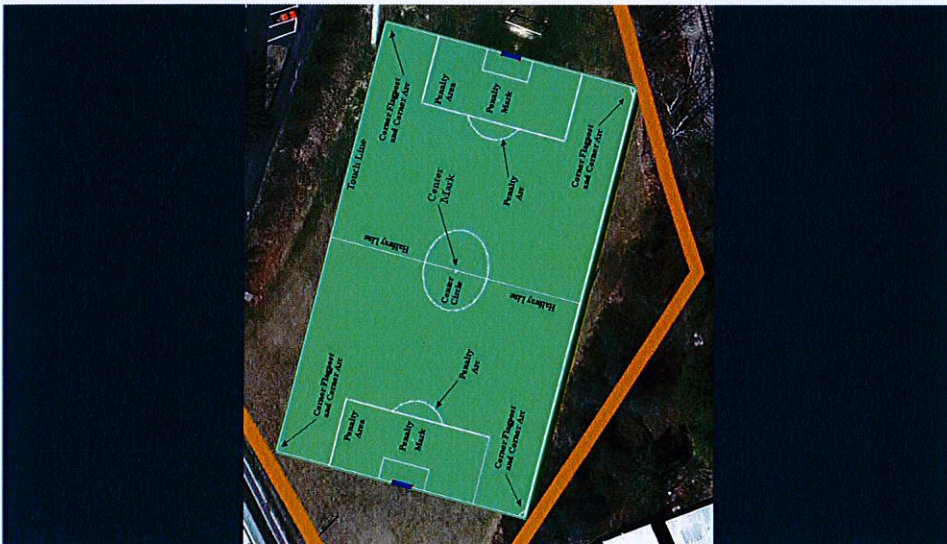 Corner Flagpost
and Corner Arc
Penalty
Area
Penalty
Mark
Corner Flagpost
and Corner Arc
Touch Line
Penalty
Arc
Center
Mark
Halfway Line
Center
Circle
Halfway Line
Corner Flagpost
and Corner Arc
Penalty
Arc
Penalty
Area
Penalty
Mark
Corner Flagpost
and Corner Arc